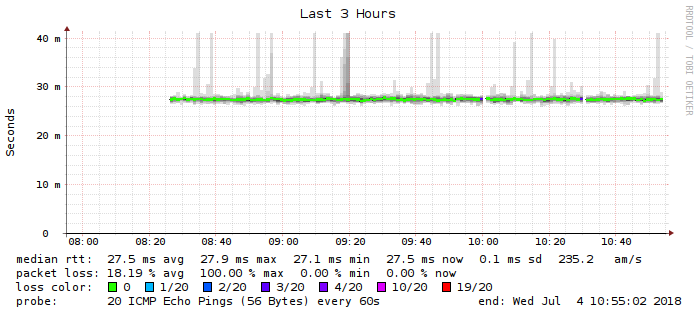 Last 3 Hours
RRDTOOL / TOBI OETIKER
Seconds
40 m
30 m
20 m
10 m
0
08:00 08:20 08:40 09:00 09:20 09:40 10:00 10:20 10:40
median rtt: 27.5 ms avg 27.9 ms max 27.1 ms min 27.5 ms now 0.1 ms sd 235.2 am/s
packet loss: 18.19 % avg 100.00 % max 0.00 % min 0.00 % now
loss color: 0 1/20 2/20 3/20 4/20 10/20 19/20
probe: 20 ICMP Echo Pings (56 Bytes) every 60s end: Wed Jul 4 10:55:02 2018